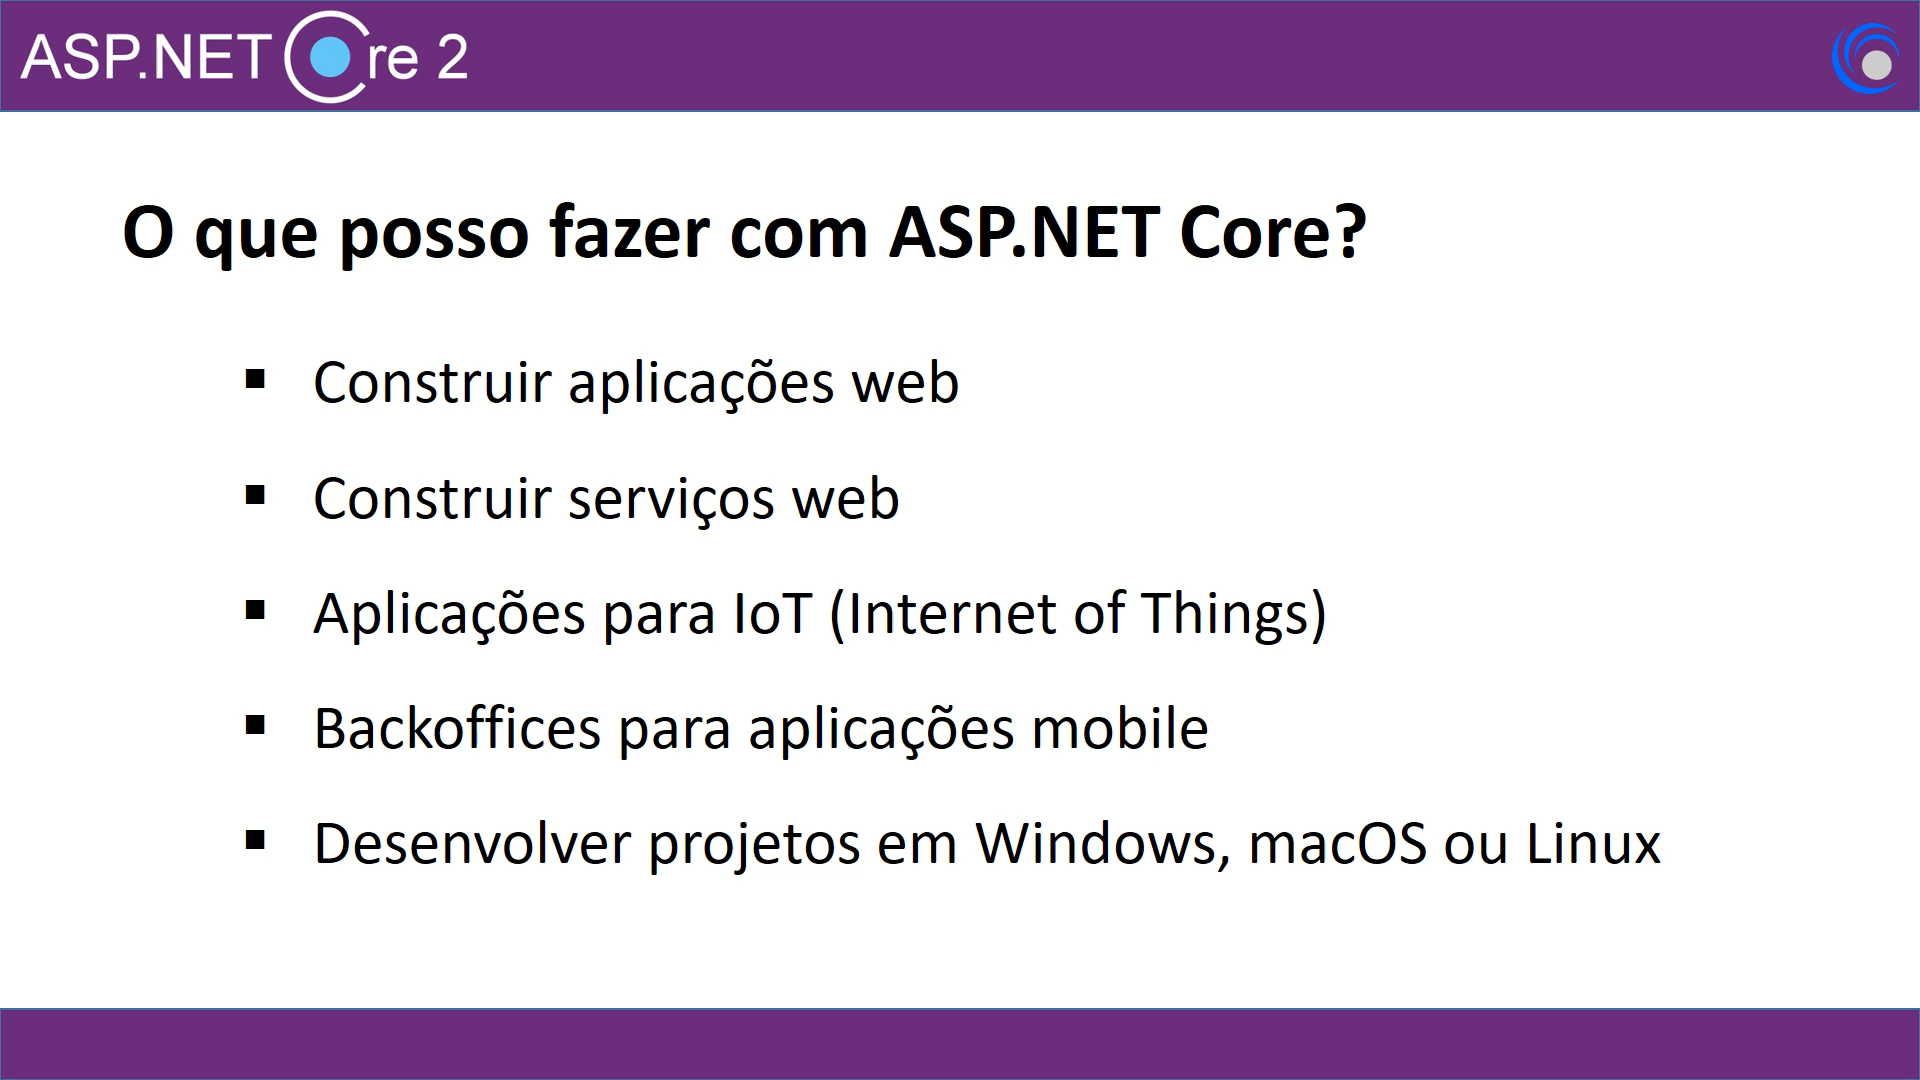 ASP.NET Core 2
O que posso fazer com ASP.NET Core?
▪ Construir aplicações web
▪ Construir serviços web
▪ Aplicações para IoT (Internet of Things)
▪ Backoffices para aplicações mobile
▪ Desenvolver projetos em Windows, macOS ou Linux